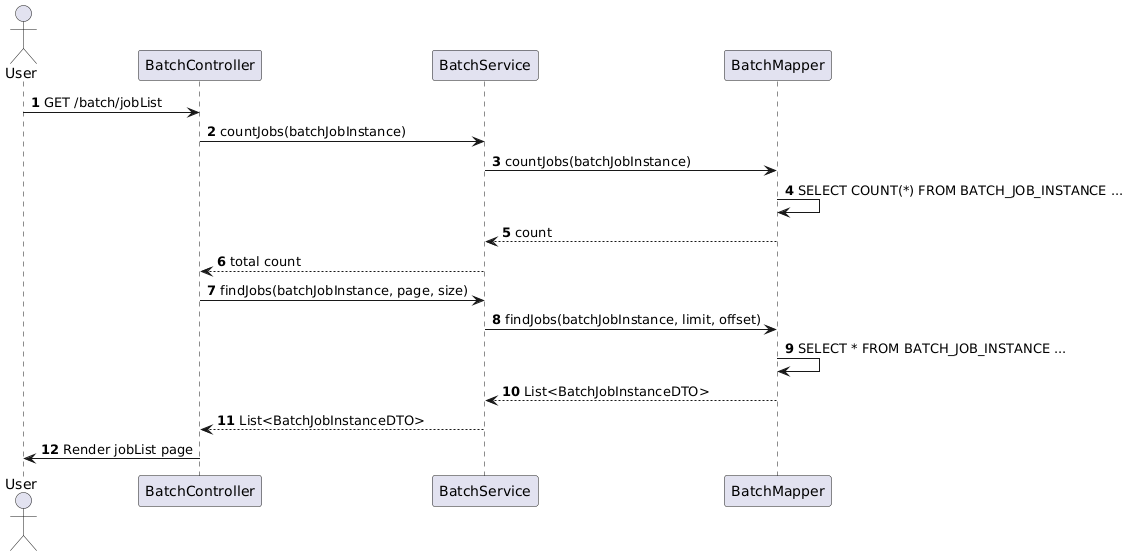 User
BatchController
BatchService
BatchMapper
1 GET /batch/jobList
2 countJobs(batchJobInstance)
3 countJobs(batchJobInstance)
4 SELECT COUNT(*) FROM BATCH_JOB_INSTANCE ...
5 count
6 total count
7 findJobs(batchJobInstance, page, size)
8 findJobs(batchJobInstance, limit, offset)
9 SELECT * FROM BATCH_JOB_INSTANCE ...
10 List<BatchJobInstanceDTO>
11 List<BatchJobInstanceDTO>
12 Render jobList page
User
BatchController
BatchService
BatchMapper